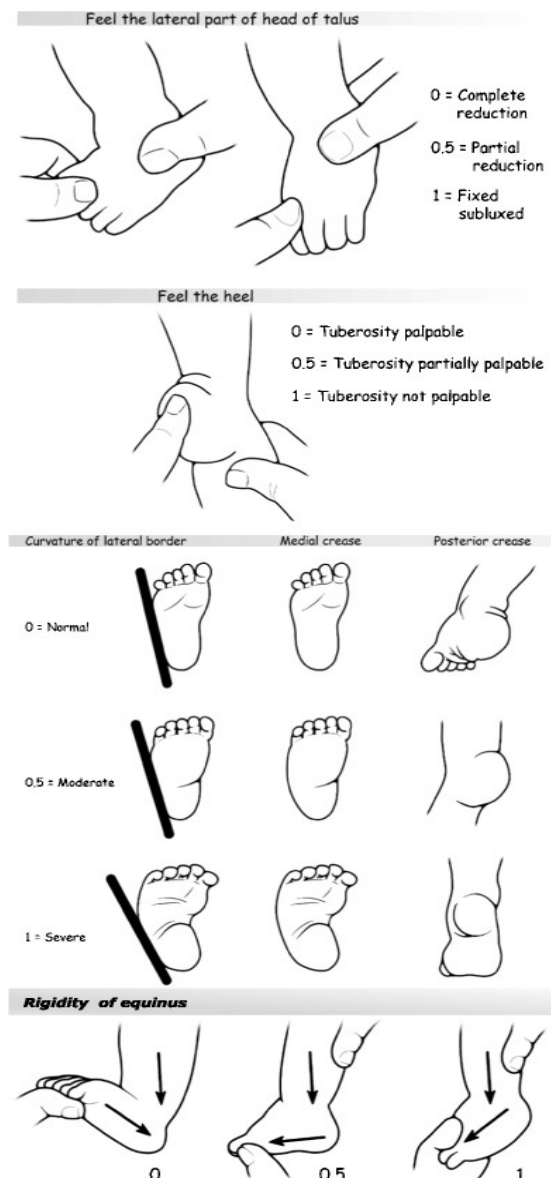 Feel the lateral part of head of talus
0 = Complete
reduction
0.5 = Partial
reduction
1 = Fixed
subluxed
Feel the heel
0 = Tuberosity palpable
0.5 = Tuberosity partially palpable
1 = Tuberosity not palpable
Curvature of lateral border Medial crease Posterior crease
0 = Normal
0.5 = Moderate
1 = Severe
Rigidity of equinus
0 0.5 1